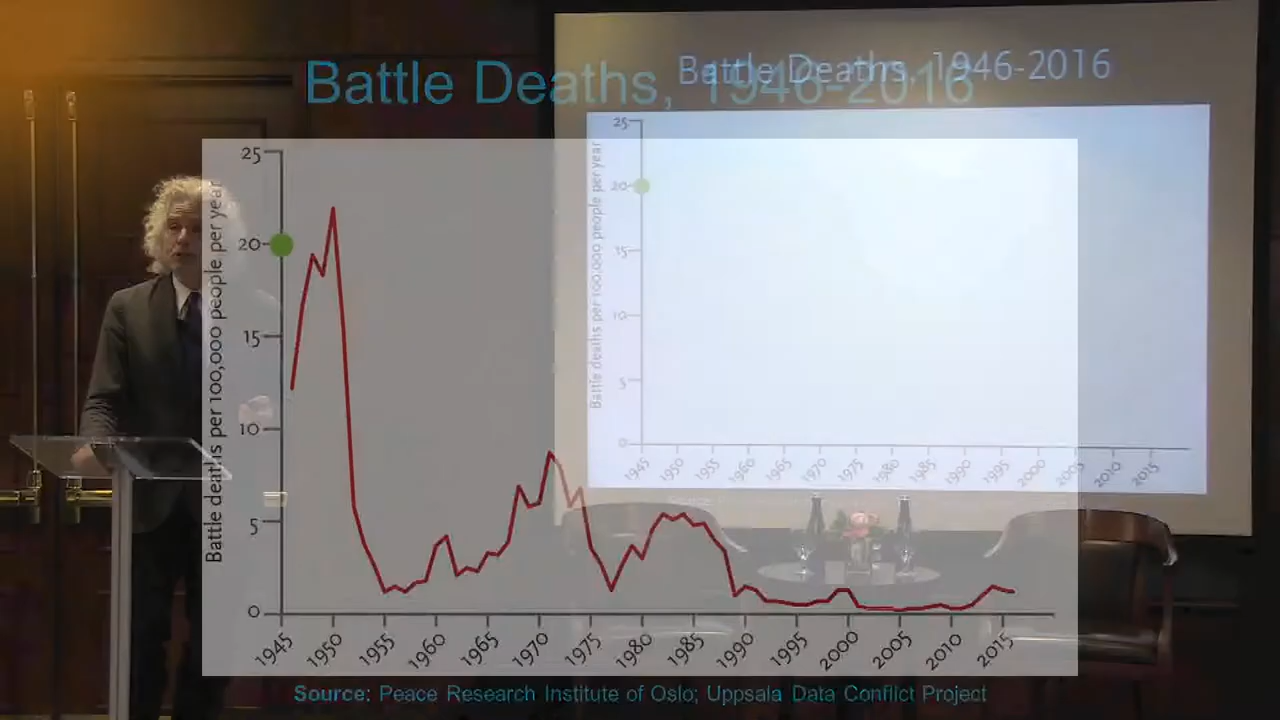 Battle Deaths, 1946-2016
Battle Deaths, 1946-2016
Battle deaths per 100,000 people per year
25
20
15
10
5
0
1945 1950 1955 1960 1965 1970 1975 1980 1985 1990 1995 2000 2005 2010 2015
Source: Peace Research Institute of Oslo; Uppsala Data Conflict Project
Battle deaths per 100,000 people per year
25
20
15
10
5
0
1945 1950 1955 1960 1965 1970 1975 1980 1985 1990 1995 2000 2005 2010 2015